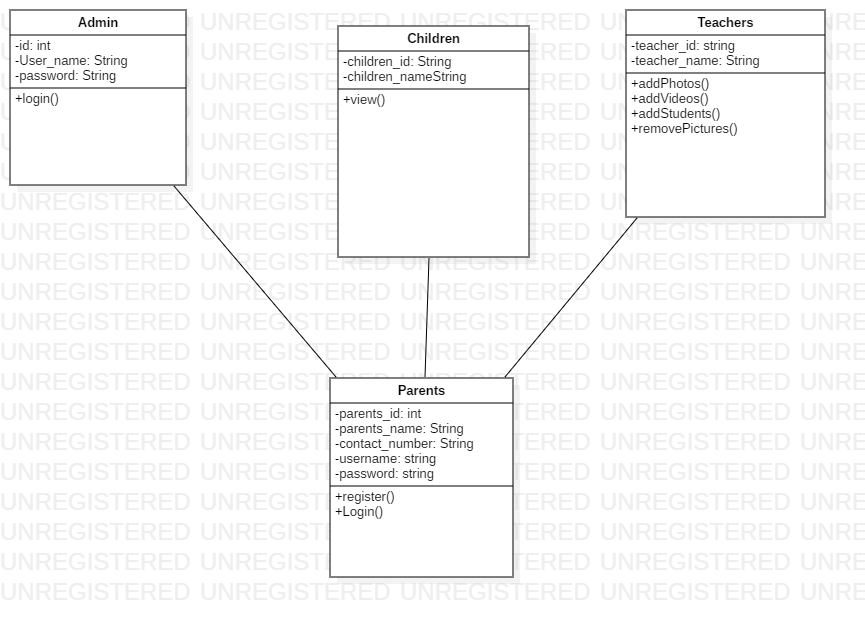 Admin
-id: int
-User_name: String
-password: String
+login()
Children
-children_id: String
-children_nameString
+view()
Teachers
-teacher_id: string
-teacher_name: String
+addPhotos()
+addVideos()
+addStudents()
+removePictures()
Parents
-parents_id: int
-parents_name: String
-contact_number: String
-username: string
-password: string
+register()
+Login()
UNREGISTERED